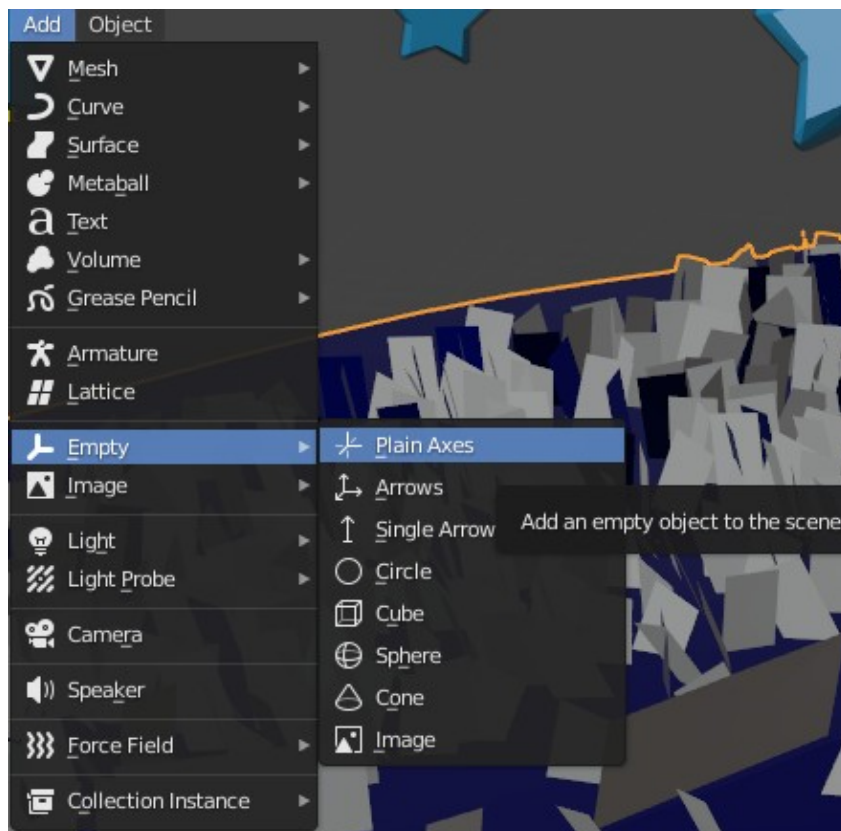 Add Object
Mesh
Curve
Surface
Metaball
Text
Volume
Grease Pencil
Armature
Lattice
Empty
Image
Light
Light Probe
Camera
Speaker
Force Field
Collection Instance
Plain Axes
Arrows
Single Arrow
Circle
Cube
Sphere
Cone
Image
Add an empty object to the scene